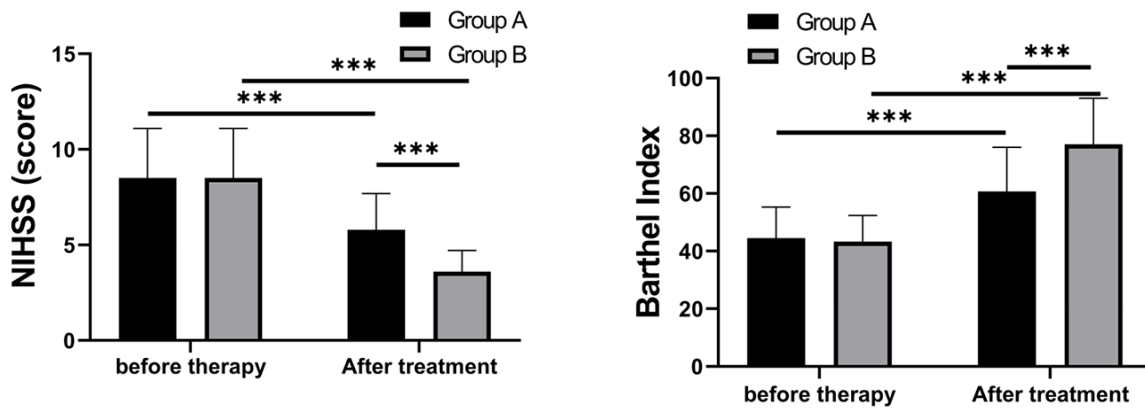 Group A
Group B
NIHSS (score)
15
10
5
0
***
***
***
before therapy
After treatment
Group A
Group B
Barthel Index
100
80
60
40
20
0
***
***
***
before therapy
After treatment